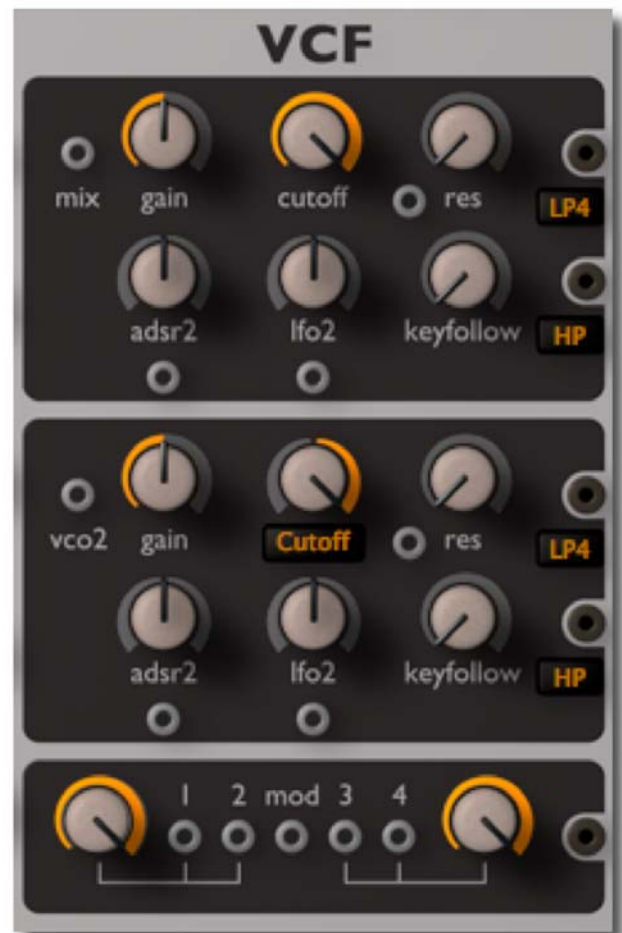 VCF
mix gain cutoff res LP4
adsr2 lfo2 keyfollow HP
vco2 gain Cutoff res LP4
adsr2 lfo2 keyfollow HP
1 2 mod 3 4